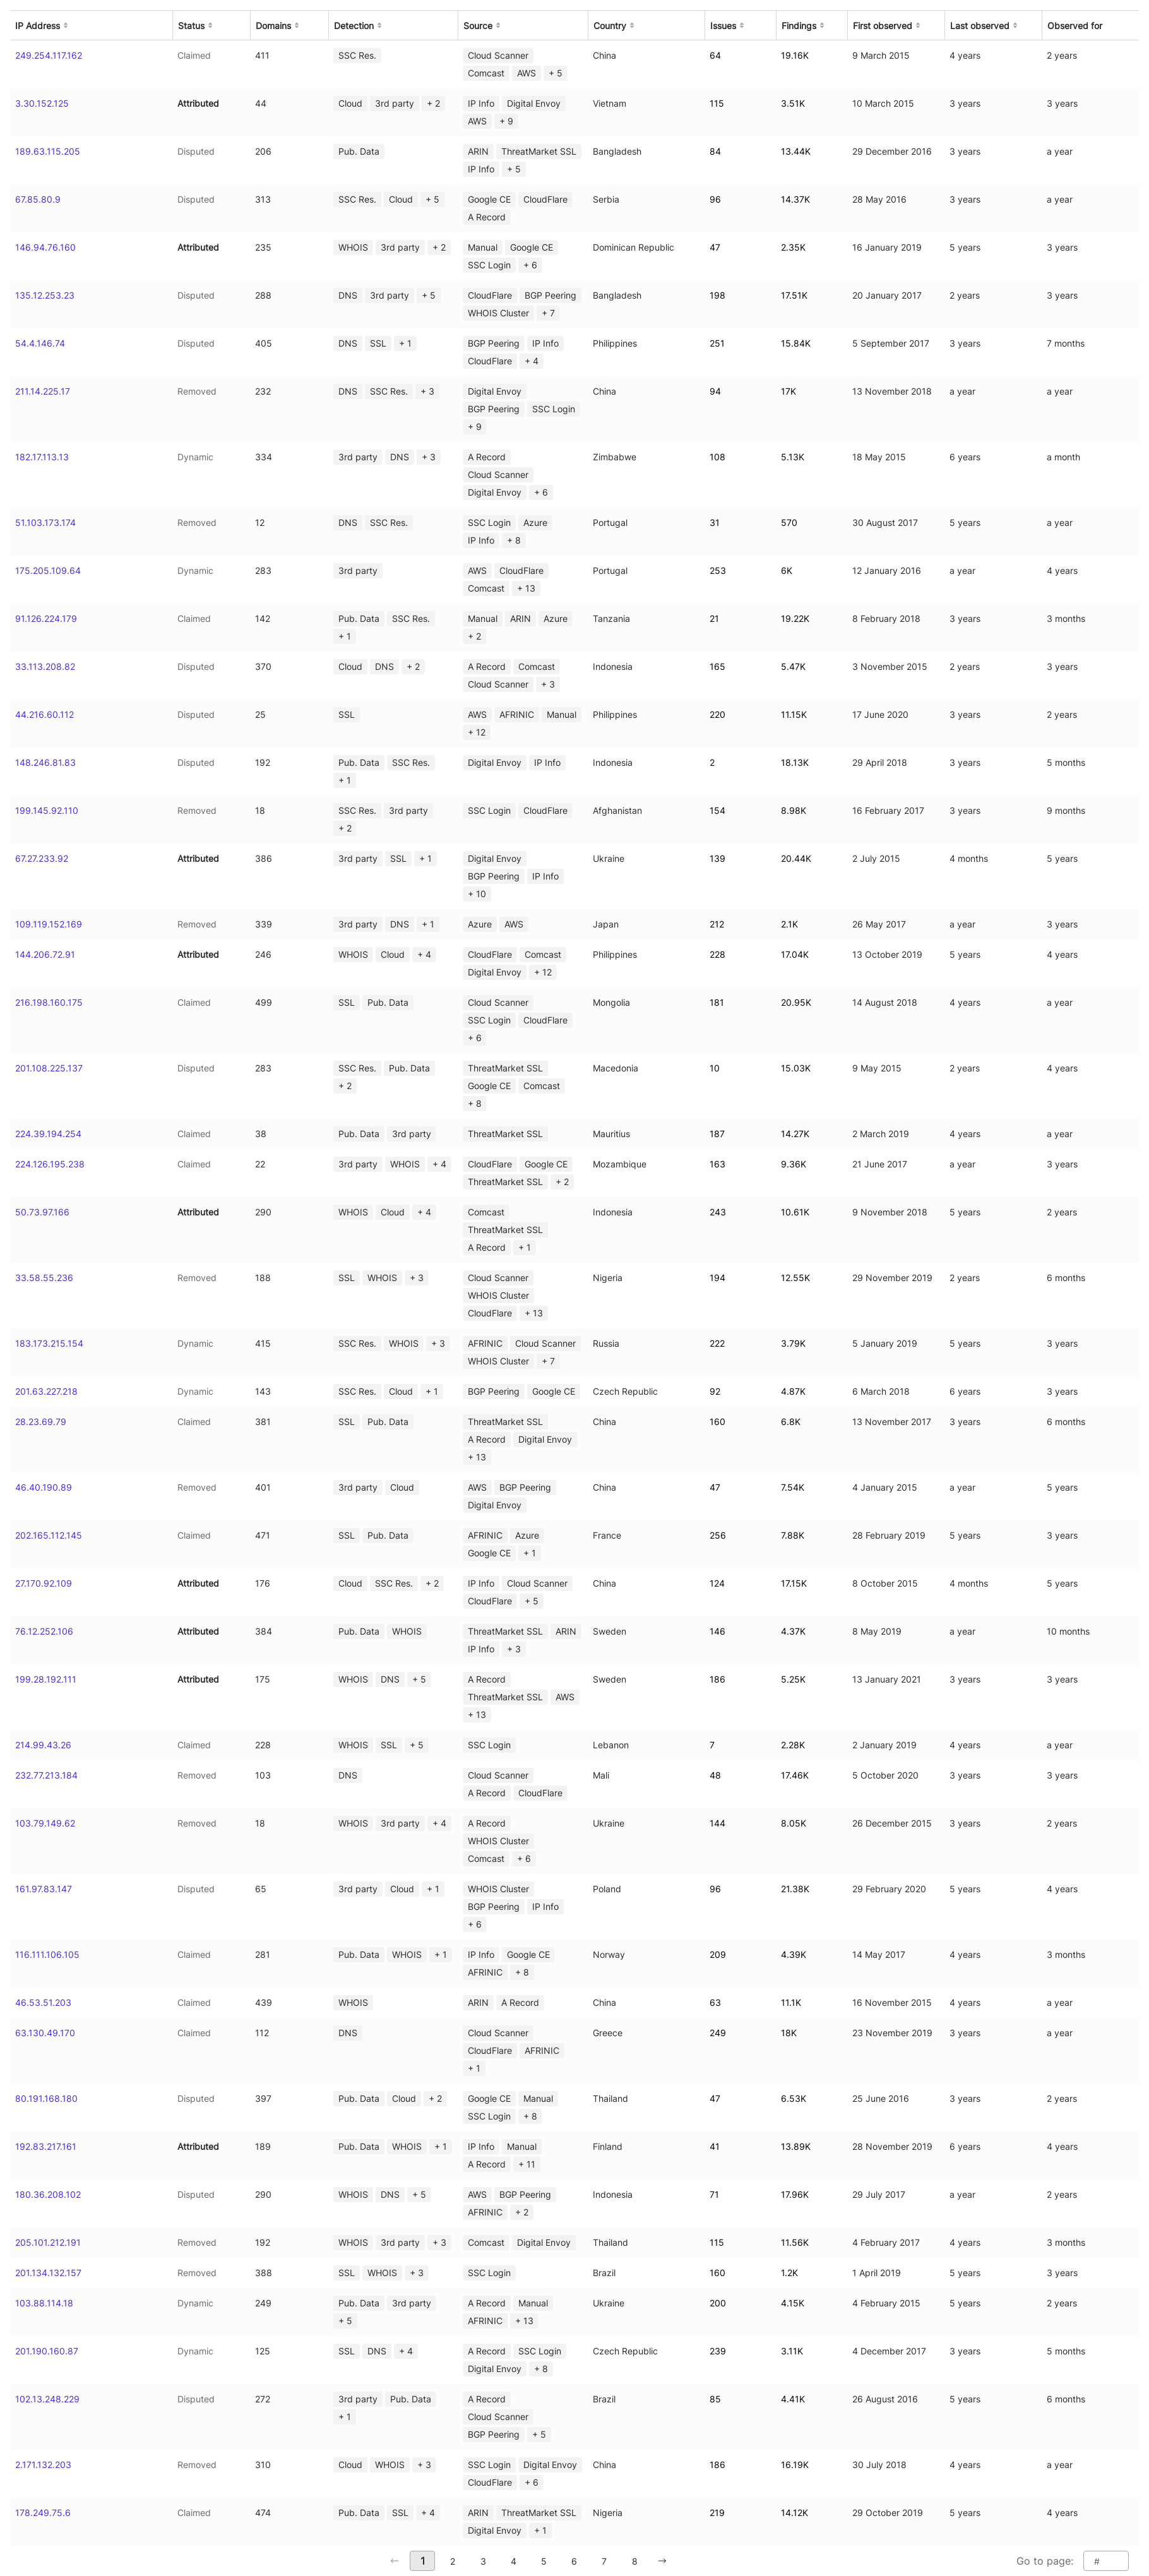 IP Address Status Domains Detection Source Country Issues Findings First observed Last observed Observed for
249.254.117.162 Claimed 411 SSC Res. Cloud Scanner China 64 19.16K 9 March 2015 4 years 2 years
Comcast AWS + 5
3.30.152.125 Attributed 44 Cloud 3rd party + 2 IP Info Digital Envoy Vietnam 115 3.51K 10 March 2015 3 years 3 years
AWS + 9
189.63.115.205 Disputed 206 Pub. Data ARIN ThreatMarket SSL Bangladesh 84 13.44K 29 December 2016 3 years a year
IP Info + 5
67.85.80.9 Disputed 313 SSC Res. Cloud + 5 Google CE CloudFlare Serbia 96 14.37K 28 May 2016 3 years a year
A Record
146.94.76.160 Attributed 235 WHOIS 3rd party + 2 Manual Google CE Dominican Republic 47 2.35K 16 January 2019 5 years 3 years
SSC Login + 6
135.12.253.23 Disputed 288 DNS 3rd party + 5 CloudFlare BGP Peering Bangladesh 198 17.51K 20 January 2017 2 years 3 years
WHOIS Cluster + 7
54.4.146.74 Disputed 405 DNS SSL + 1 BGP Peering IP Info Philippines 251 15.84K 5 September 2017 3 years 7 months
CloudFlare + 4
211.14.225.17 Removed 232 DNS SSC Res. + 3 Digital Envoy China 94 17K 13 November 2018 a year a year
BGP Peering SSC Login
+ 9
182.17.113.13 Dynamic 334 3rd party DNS + 3 A Record Zimbabwe 108 5.13K 18 May 2015 6 years a month
Cloud Scanner
Digital Envoy + 6
51.103.173.174 Removed 12 DNS SSC Res. SSC Login Azure Portugal 31 570 30 August 2017 5 years a year
IP Info + 8
175.205.109.64 Dynamic 283 3rd party AWS CloudFlare Portugal 253 6K 12 January 2016 a year 4 years
Comcast + 13
91.126.224.179 Claimed 142 Pub. Data SSC Res. Manual ARIN Azure Tanzania 21 19.22K 8 February 2018 3 years 3 months
+ 1 + 2
33.113.208.82 Disputed 370 Cloud DNS + 2 A Record Comcast Indonesia 165 5.47K 3 November 2015 2 years 3 years
Cloud Scanner + 3
44.216.60.112 Disputed 25 SSL AWS AFRINIC Manual Philippines 220 11.15K 17 June 2020 3 years 2 years
+ 12
148.246.81.83 Disputed 192 Pub. Data SSC Res. Digital Envoy IP Info Indonesia 2 18.13K 29 April 2018 3 years 5 months
+ 1
199.145.92.110 Removed 18 SSC Res. 3rd party SSC Login CloudFlare Afghanistan 154 8.98K 16 February 2017 3 years 9 months
+ 2
67.27.233.92 Attributed 386 3rd party SSL + 1 Digital Envoy Ukraine 139 20.44K 2 July 2015 4 months 5 years
BGP Peering IP Info
+ 10
109.119.152.169 Removed 339 3rd party DNS + 1 Azure AWS Japan 212 2.1K 26 May 2017 a year 3 years
144.206.72.91 Attributed 246 WHOIS Cloud + 4 CloudFlare Comcast Philippines 228 17.04K 13 October 2019 5 years 4 years
Digital Envoy + 12
216.198.160.175 Claimed 499 SSL Pub. Data Cloud Scanner Mongolia 181 20.95K 14 August 2018 4 years a year
SSC Login CloudFlare
+ 6
201.108.225.137 Disputed 283 SSC Res. Pub. Data ThreatMarket SSL Macedonia 10 15.03K 9 May 2015 2 years 4 years
+ 2 Google CE Comcast
+ 8
224.39.194.254 Claimed 38 Pub. Data 3rd party ThreatMarket SSL Mauritius 187 14.27K 2 March 2019 4 years a year
224.126.195.238 Claimed 22 3rd party WHOIS + 4 CloudFlare Google CE Mozambique 163 9.36K 21 June 2017 a year 3 years
ThreatMarket SSL + 2
50.73.97.166 Attributed 290 WHOIS Cloud + 4 Comcast Indonesia 243 10.61K 9 November 2018 5 years 2 years
ThreatMarket SSL
A Record + 1
33.58.55.236 Removed 188 SSL WHOIS + 3 Cloud Scanner Nigeria 194 12.55K 29 November 2019 2 years 6 months
WHOIS Cluster
CloudFlare + 13
183.173.215.154 Dynamic 415 SSC Res. WHOIS + 3 AFRINIC Cloud Scanner Russia 222 3.79K 5 January 2019 5 years 3 years
WHOIS Cluster + 7
201.63.227.218 Dynamic 143 SSC Res. Cloud + 1 BGP Peering Google CE Czech Republic 92 4.87K 6 March 2018 6 years 3 years
28.23.69.79 Claimed 381 SSL Pub. Data ThreatMarket SSL China 160 6.8K 13 November 2017 3 years 6 months
A Record Digital Envoy
+ 13
46.40.190.89 Removed 401 3rd party Cloud AWS BGP Peering China 47 7.54K 4 January 2015 a year 5 years
Digital Envoy
202.165.112.145 Claimed 471 SSL Pub. Data AFRINIC Azure France 256 7.88K 28 February 2019 5 years 3 years
Google CE + 1
27.170.92.109 Attributed 176 Cloud SSC Res. + 2 IP Info Cloud Scanner China 124 17.15K 8 October 2015 4 months 5 years
CloudFlare + 5
76.12.252.106 Attributed 384 Pub. Data WHOIS ThreatMarket SSL ARIN Sweden 146 4.37K 8 May 2019 a year 10 months
IP Info + 3
199.28.192.111 Attributed 175 WHOIS DNS + 5 A Record Sweden 186 5.25K 13 January 2021 3 years 3 years
ThreatMarket SSL AWS
+ 13
214.99.43.26 Claimed 228 WHOIS SSL + 5 SSC Login Lebanon 7 2.28K 2 January 2019 4 years a year
232.77.213.184 Removed 103 DNS Cloud Scanner Mali 48 17.46K 5 October 2020 3 years 3 years
A Record CloudFlare
103.79.149.62 Removed 18 WHOIS 3rd party + 4 A Record Ukraine 144 8.05K 26 December 2015 3 years 2 years
WHOIS Cluster
Comcast + 6
161.97.83.147 Disputed 65 3rd party Cloud + 1 WHOIS Cluster Poland 96 21.38K 29 February 2020 5 years 4 years
BGP Peering IP Info
+ 6
116.111.106.105 Claimed 281 Pub. Data WHOIS + 1 IP Info Google CE Norway 209 4.39K 14 May 2017 4 years 3 months
AFRINIC + 8
46.53.51.203 Claimed 439 WHOIS ARIN A Record China 63 11.1K 16 November 2015 4 years a year
63.130.49.170 Claimed 112 DNS Cloud Scanner Greece 249 18K 23 November 2019 3 years a year
CloudFlare AFRINIC
+ 1
80.191.168.180 Disputed 397 Pub. Data Cloud + 2 Google CE Manual Thailand 47 6.53K 25 June 2016 3 years 2 years
SSC Login + 8
192.83.217.161 Attributed 189 Pub. Data WHOIS + 1 IP Info Manual Finland 41 13.89K 28 November 2019 6 years 4 years
A Record + 11
180.36.208.102 Disputed 290 WHOIS DNS + 5 AWS BGP Peering Indonesia 71 17.96K 29 July 2017 a year 2 years
AFRINIC + 2
205.101.212.191 Removed 192 WHOIS 3rd party + 3 Comcast Digital Envoy Thailand 115 11.56K 4 February 2017 4 years 3 months
201.134.132.157 Removed 388 SSL WHOIS + 3 SSC Login Brazil 160 1.2K 1 April 2019 5 years 3 years
103.88.114.18 Dynamic 249 Pub. Data 3rd party A Record Manual Ukraine 200 4.15K 4 February 2015 5 years 2 years
+ 5 AFRINIC + 13
201.190.160.87 Dynamic 125 SSL DNS + 4 A Record SSC Login Czech Republic 239 3.11K 4 December 2017 3 years 5 months
Digital Envoy + 8
102.13.248.229 Disputed 272 3rd party Pub. Data A Record Brazil 85 4.41K 26 August 2016 5 years 6 months
+ 1 Cloud Scanner
BGP Peering + 5
2.171.132.203 Removed 310 Cloud WHOIS + 3 SSC Login Digital Envoy China 186 16.19K 30 July 2018 4 years a year
CloudFlare + 6
178.249.75.6 Claimed 474 Pub. Data SSL + 4 ARIN ThreatMarket SSL Nigeria 219 14.12K 29 October 2019 5 years 4 years
Digital Envoy + 1
← 1 2 3 4 5 6 7 8 → Go to page: #